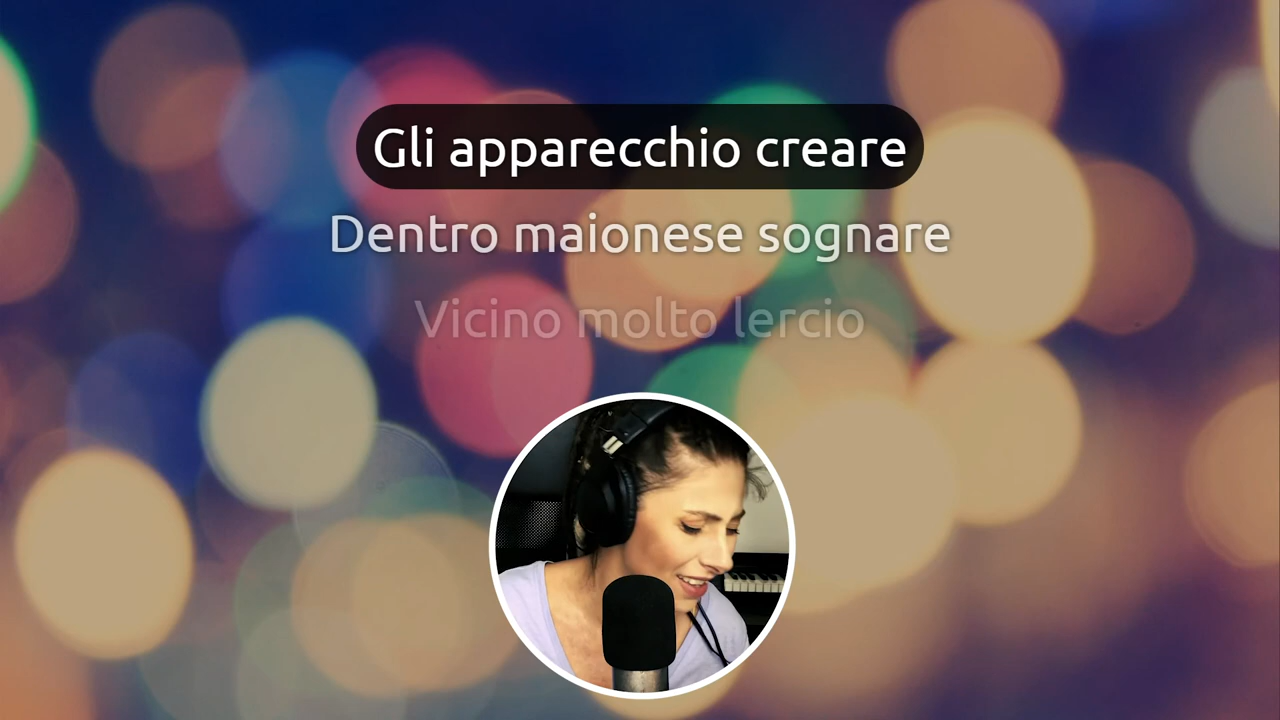 Gli apparecchio creare
Dentro maionese sognare
Vicino molto lercio